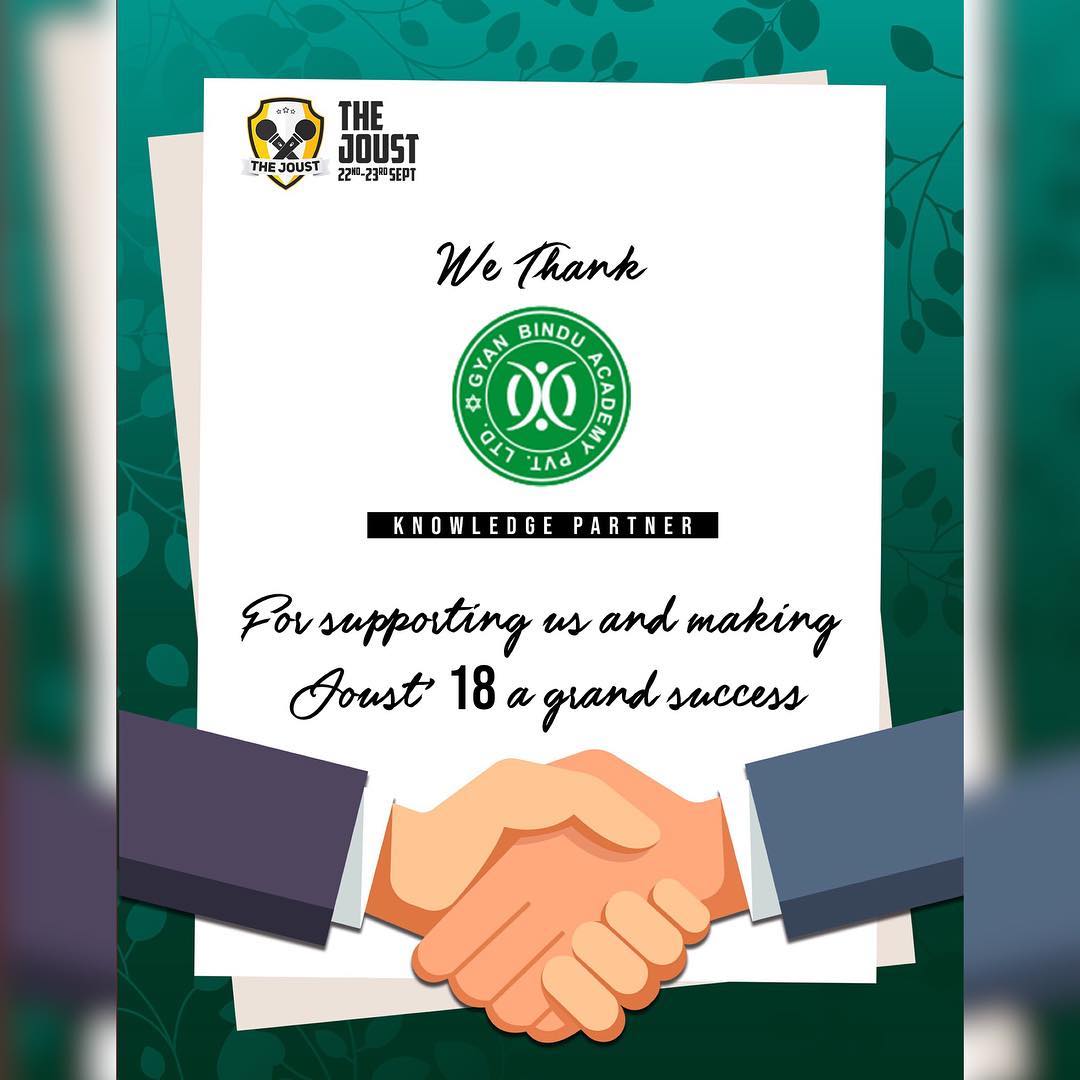 THE JOUST
THE
JOUST
22ND-23RD SEPT
We Thank
GYAN BINDU ACADEMY PVT. LTD.
KNOWLEDGE PARTNER
For supporting us and making
Joust' 18 a grand success